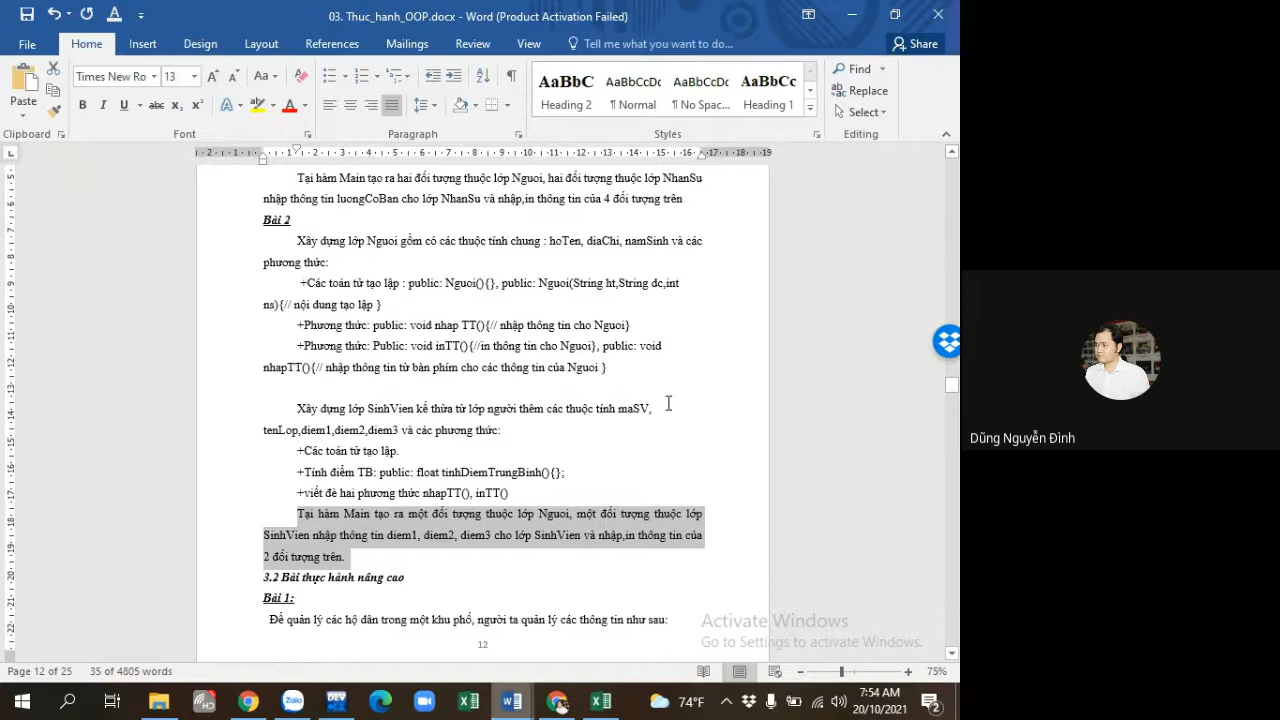 03. Thuc_hanh_OOP.docx - Word (Product Activation Failed)
File Home Insert Design Layout References Mailings Review View Tell me what you want to do... Share
Times New Ro 13
Paste
Find
Replace
Select
AaBbC AaBbCcDc AaBbCcDc AaBbCc
Heading 2 ¶ Normal ¶ No Spac... Heading 1
Clipboard Font Paragraph Styles Editing
Tại hàm Main tạo ra hai đối tượng thuộc lớp Nguoi, hai đối tượng thuộc lớp NhanSu
nhập thông tin luongCoBan cho lớp NhanSu và nhập,in thông tin của 4 đối tượng trên
Bài 2
Xây dựng lớp Nguoi gồm có các thuộc tính chung : hoTen, diaChi, namSinh và các
phương thức:
+Các toán tử tạo lập : public: Nguoi(){}, public: Nguoi(String ht,String dc,int
ns){// nội dung tạo lập }
+Phương thức: public: void nhap TT(){// nhập thông tin cho Nguoi}
+Phương thức: Public: void inTT(){//in thông tin cho Nguoi}, public: void
nhapTT(){// nhập thông tin từ bàn phím cho các thông tin của Nguoi }
Xây dựng lớp SinhVien kế thừa từ lớp người thêm các thuộc tính maSV,
tenLop,diem1,diem2,diem3 và các phương thức:
+Các toán tử tạo lập.
+Tính điểm TB: public: float tinhDiemTrungBinh(){};
+viết đè hai phương thức nhapTT(), inTT()
Tại hàm Main tạo ra một đối tượng thuộc lớp Nguoi, một đối tượng thuộc lớp
SinhVien nhập thông tin diem1, diem2, diem3 cho lớp SinhVien và nhập,in thông tin của
2 đối tượng trên.
3.2 Bài thực hành nâng cao
Bài 1:
Để quản lý các hộ dân trong một khu phố, người ta quản lý các thông tin như sau:
12
Activate Windows
Go to Settings to activate Windows.
Dũng Nguyễn Đình
Page 12 of 25 35 of 4805 words 75%
74°F
7:54 AM
20/10/2021